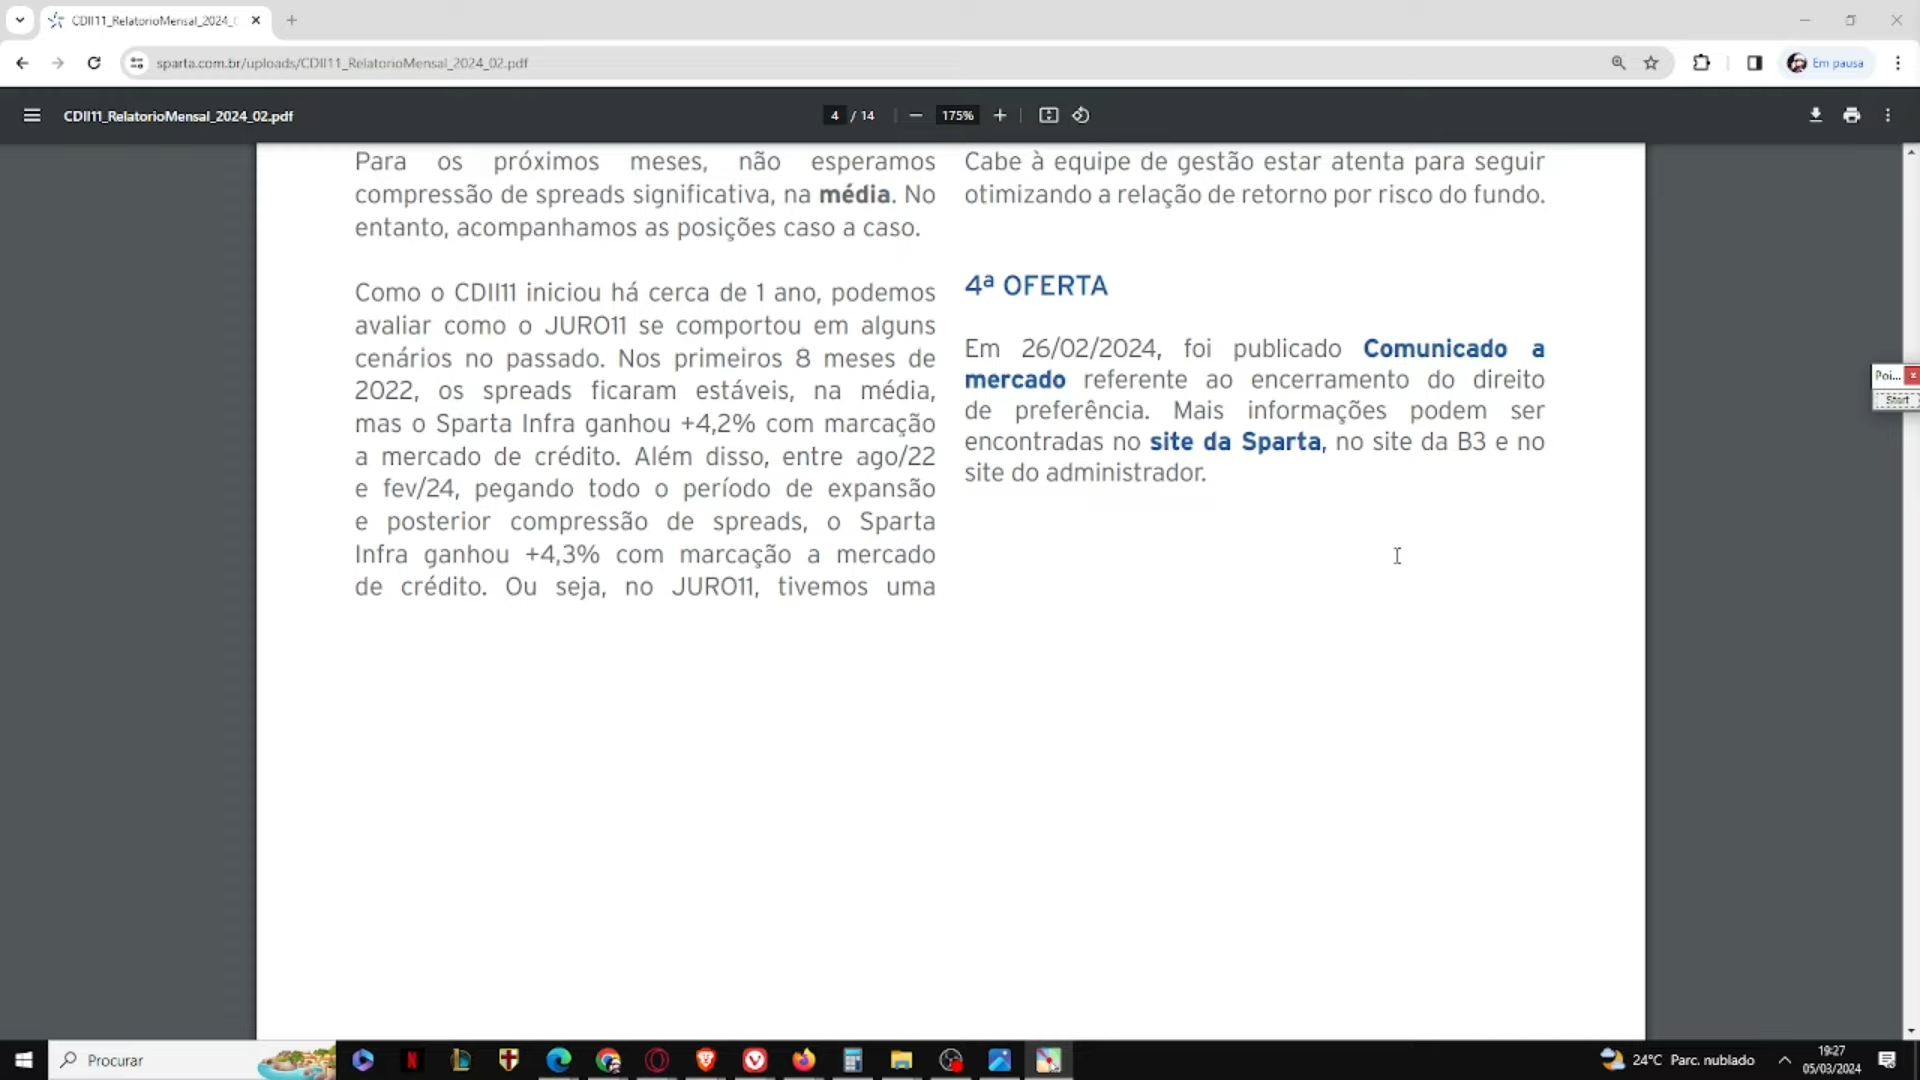 CDII11_RelatorioMensal_2024_
sparta.com.br/uploads/CDII11_RelatorioMensal_2024_02.pdf
Em pausa
CDII11_RelatorioMensal_2024_02.pdf
4 / 14
175%
Para os próximos meses, não esperamos
compressão de spreads significativa, na média. No
entanto, acompanhamos as posições caso a caso.
Como o CDII11 iniciou há cerca de 1 ano, podemos
avaliar como o JURO11 se comportou em alguns
cenários no passado. Nos primeiros 8 meses de
2022, os spreads ficaram estáveis, na média,
mas o Sparta Infra ganhou +4,2% com marcação
a mercado de crédito. Além disso, entre ago/22
e fev/24, pegando todo o período de expansão
e posterior compressão de spreads, o Sparta
Infra ganhou +4,3% com marcação a mercado
de crédito. Ou seja, no JURO11, tivemos uma
Cabe à equipe de gestão estar atenta para seguir
otimizando a relação de retorno por risco do fundo.
4ª OFERTA
Em 26/02/2024, foi publicado Comunicado a
mercado referente ao encerramento do direito
de preferência. Mais informações podem ser
encontradas no site da Sparta, no site da B3 e no
site do administrador.
Poi...
Start
Procurar
24°C Parc. nublado
19:27
05/03/2024